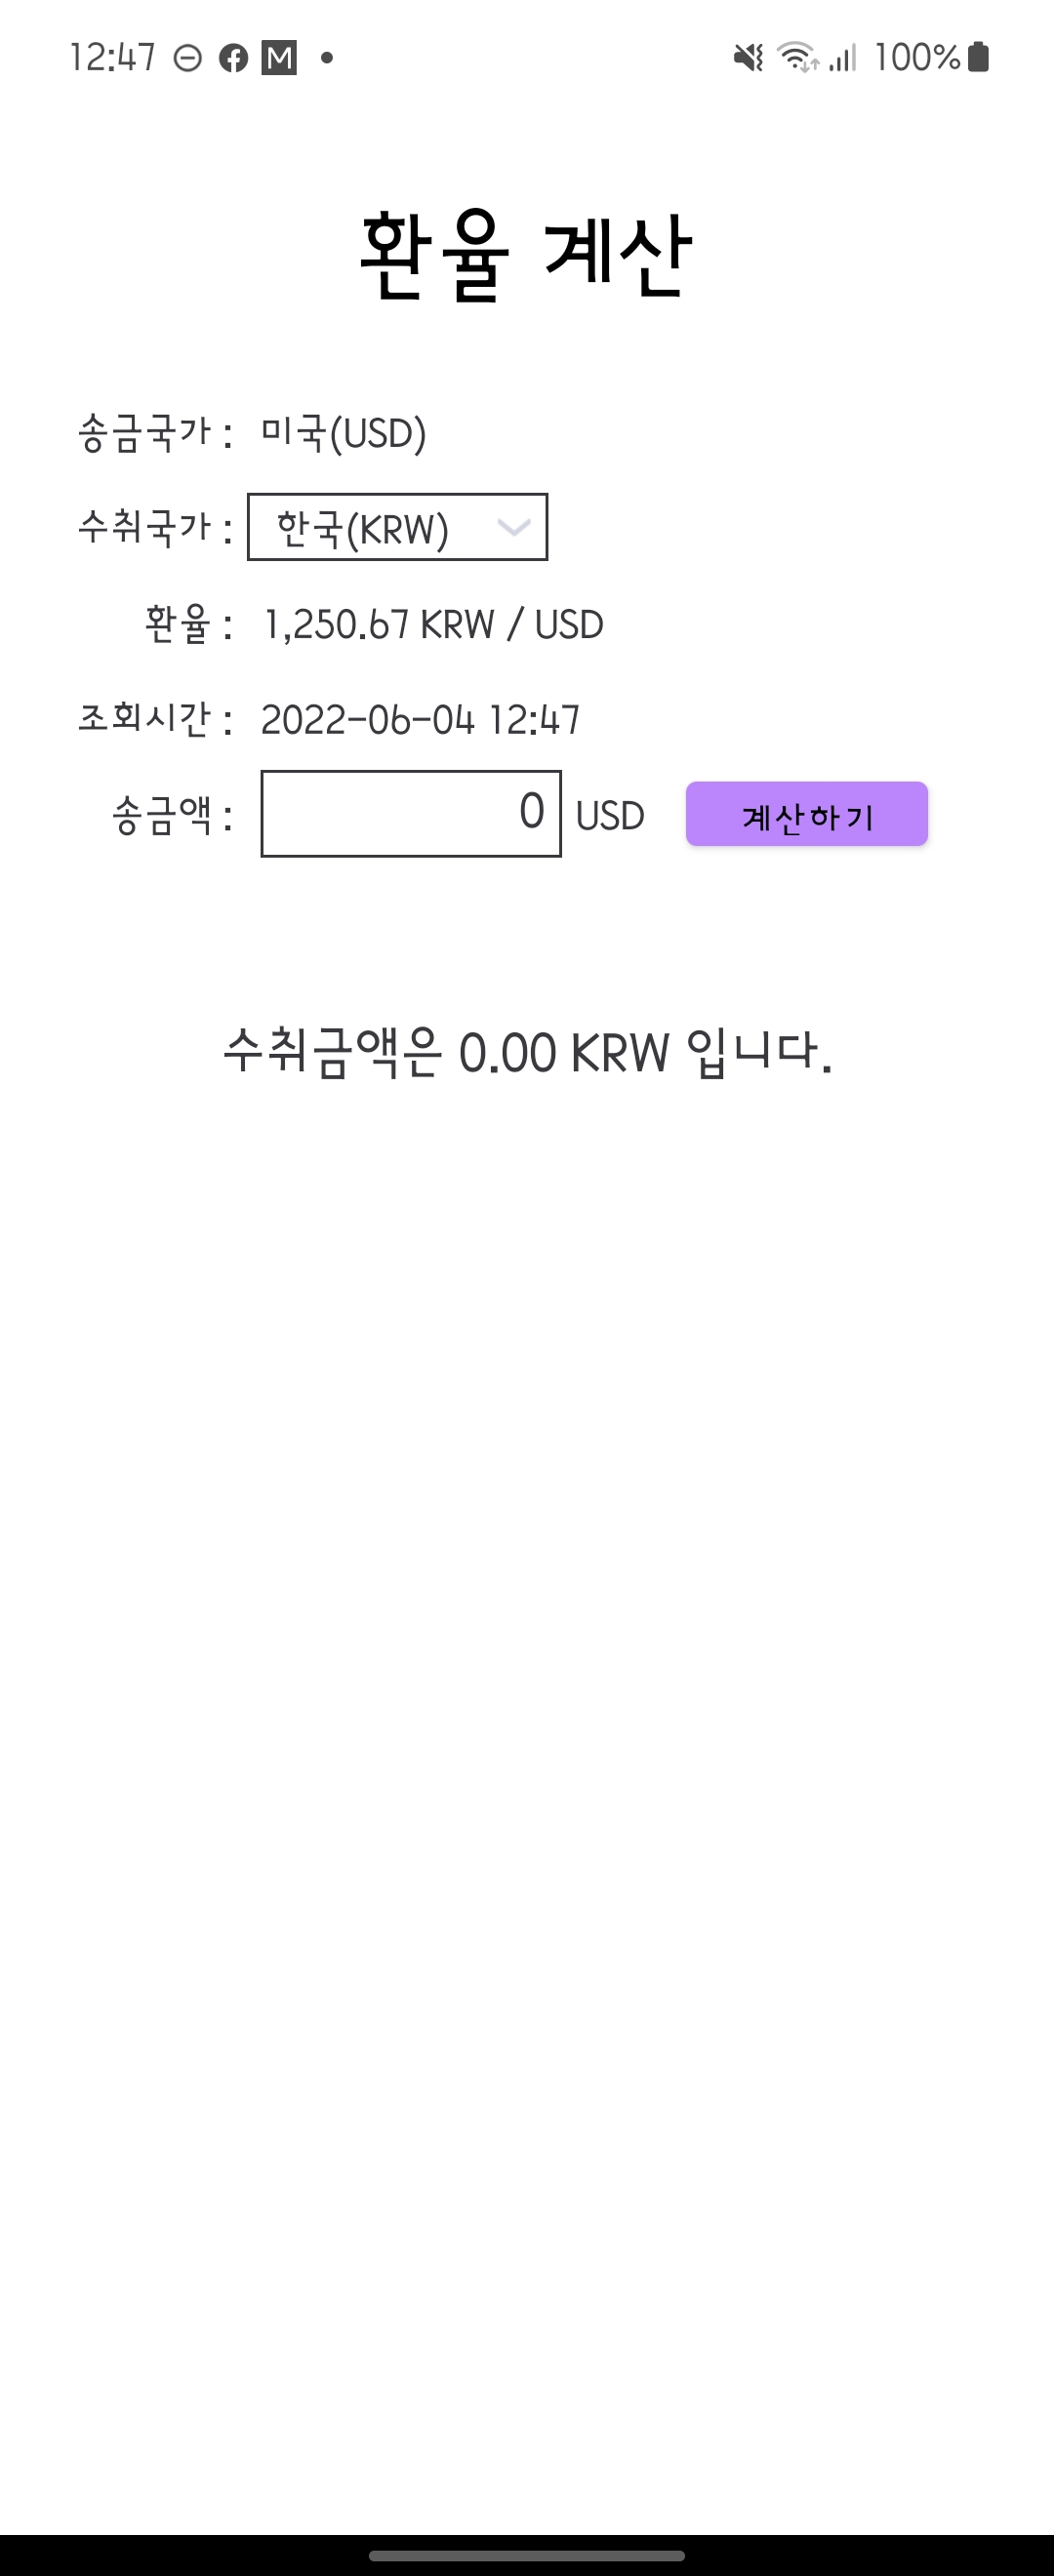 12:47 100%
환율 계산
송금국가 : 미국(USD)
수취국가 : 한국(KRW)
환율 : 1,250.67 KRW / USD
조회시간 : 2022-06-04 12:47
송금액 : 0 USD 계산하기
수취금액은 0.00 KRW 입니다.